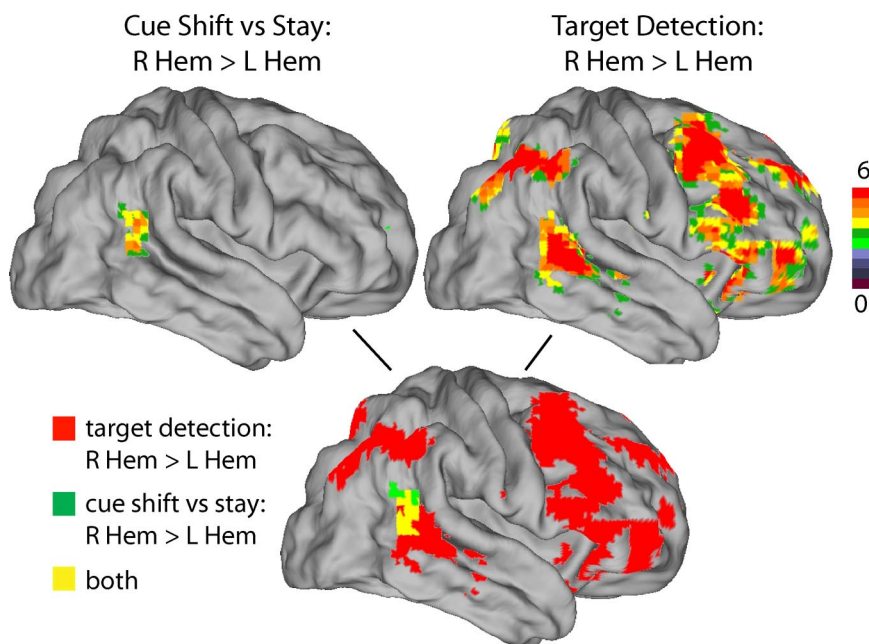 Cue Shift vs Stay:
R Hem > L Hem
Target Detection:
R Hem > L Hem
6
0
target detection:
R Hem > L Hem
cue shift vs stay:
R Hem > L Hem
both